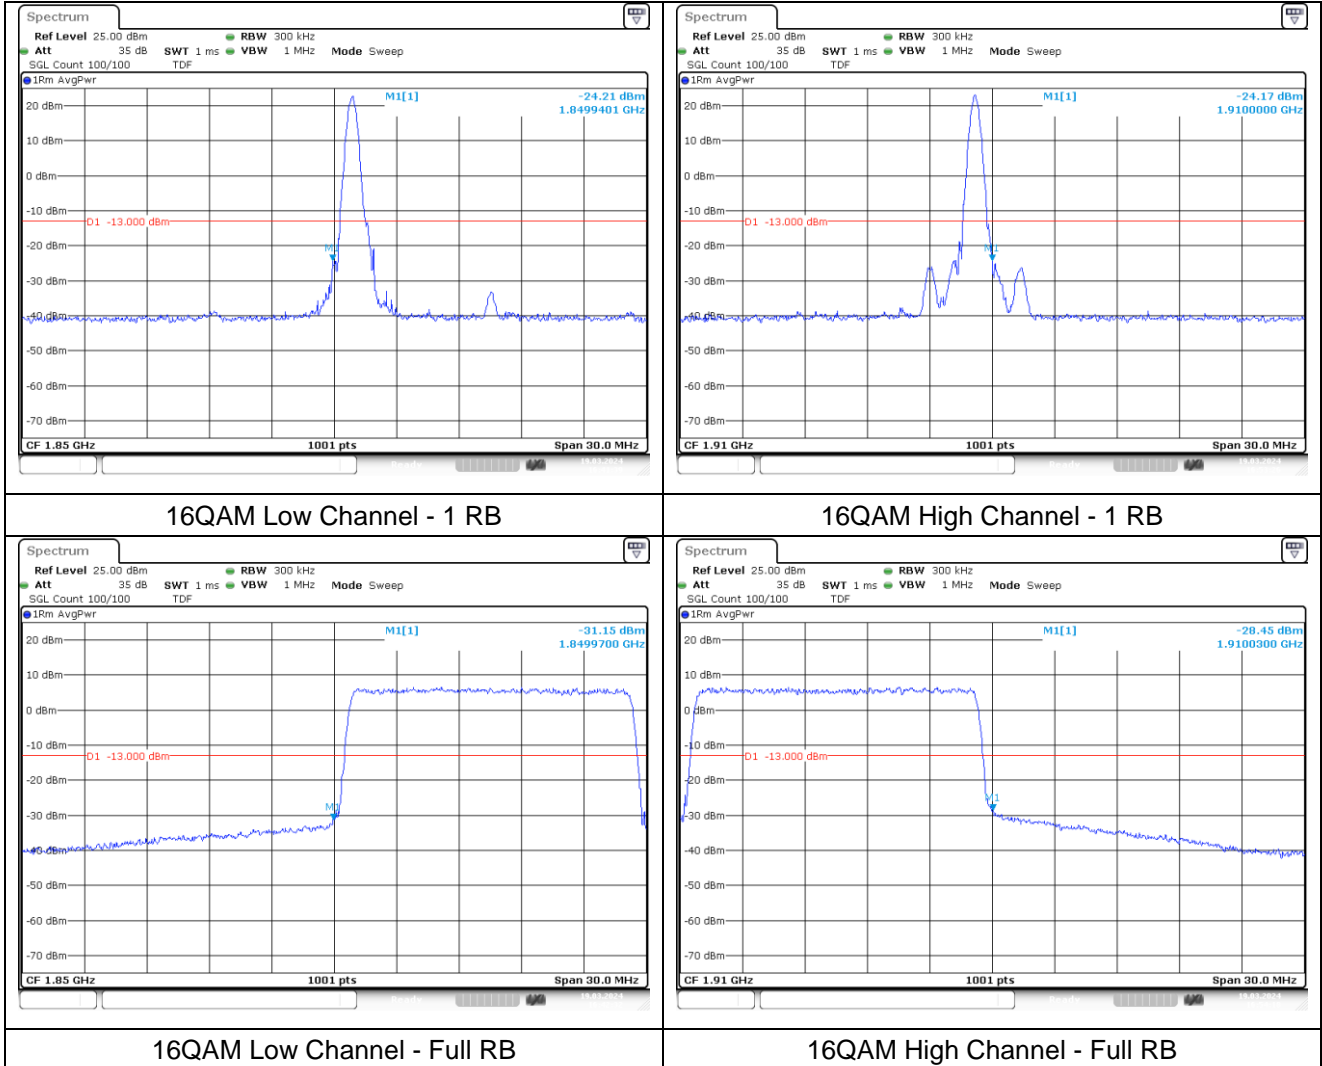 Spectrum
Ref Level 25.00 dBm RBW 300 kHz
Att 35 dB SWT 1 ms VBW 1 MHz Mode Sweep
SGL Count 100/100 TDF
1Rm AvgPwr
M1[1] -24.21 dBm
1.8499401 GHz
20 dBm
10 dBm
0 dBm
-10 dBm
D1 -13.000 dBm
-20 dBm
M1
-30 dBm
-40 dBm
-50 dBm
-60 dBm
-70 dBm
CF 1.85 GHz 1001 pts Span 30.0 MHz
Ready 19.03.2024
16QAM Low Channel - 1 RB
Spectrum
Ref Level 25.00 dBm RBW 300 kHz
Att 35 dB SWT 1 ms VBW 1 MHz Mode Sweep
SGL Count 100/100 TDF
1Rm AvgPwr
M1[1] -24.17 dBm
1.9100000 GHz
20 dBm
10 dBm
0 dBm
-10 dBm
D1 -13.000 dBm
-20 dBm
M1
-30 dBm
-40 dBm
-50 dBm
-60 dBm
-70 dBm
CF 1.91 GHz 1001 pts Span 30.0 MHz
Ready
16QAM High Channel - 1 RB
Spectrum
Ref Level 25.00 dBm RBW 300 kHz
Att 35 dB SWT 1 ms VBW 1 MHz Mode Sweep
SGL Count 100/100 TDF
1Rm AvgPwr
M1[1] -31.15 dBm
1.8499700 GHz
20 dBm
10 dBm
0 dBm
-10 dBm
D1 -13.000 dBm
-20 dBm
M1
-30 dBm
-40 dBm
-50 dBm
-60 dBm
-70 dBm
CF 1.85 GHz 1001 pts Span 30.0 MHz
Ready 19.03.2024
16QAM Low Channel - Full RB
Spectrum
Ref Level 25.00 dBm RBW 300 kHz
Att 35 dB SWT 1 ms VBW 1 MHz Mode Sweep
SGL Count 100/100 TDF
1Rm AvgPwr
M1[1] -28.45 dBm
1.9100300 GHz
20 dBm
10 dBm
0 dBm
-10 dBm
D1 -13.000 dBm
-20 dBm
M1
-30 dBm
-40 dBm
-50 dBm
-60 dBm
-70 dBm
CF 1.91 GHz 1001 pts Span 30.0 MHz
Ready
16QAM High Channel - Full RB